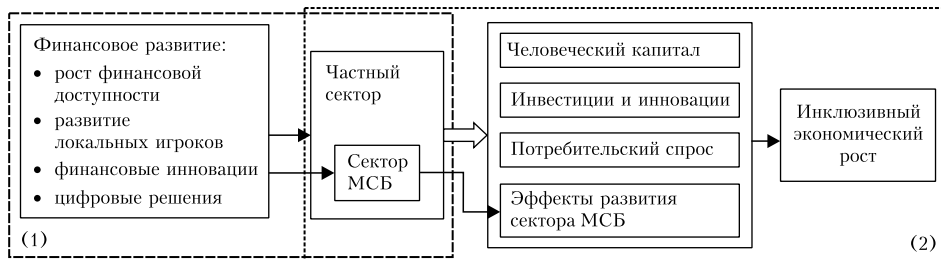 Финансовое развитие:
• рост финансовой
доступности
• развитие
локальных игроков
• финансовые инновации
• цифровые решения
(1)
Частный
сектор
Сектор
МСБ
Человеческий капитал
Инвестиции и инновации
Потребительский спрос
Эффекты развития
сектора МСБ
Инклюзивный
экономический
рост
(2)